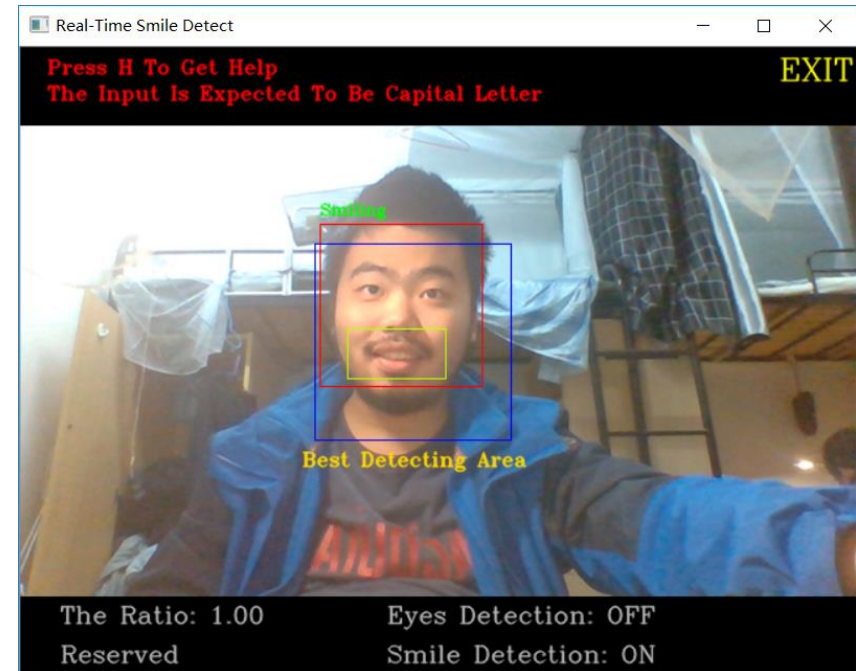 Real-Time Smile Detect
Press H To Get Help
EXIT
The Input Is Expected To Be Capital Letter
Smiling
Best Detecting Area
The Ratio: 1.00
Eyes Detection: OFF
Reserved
Smile Detection: ON